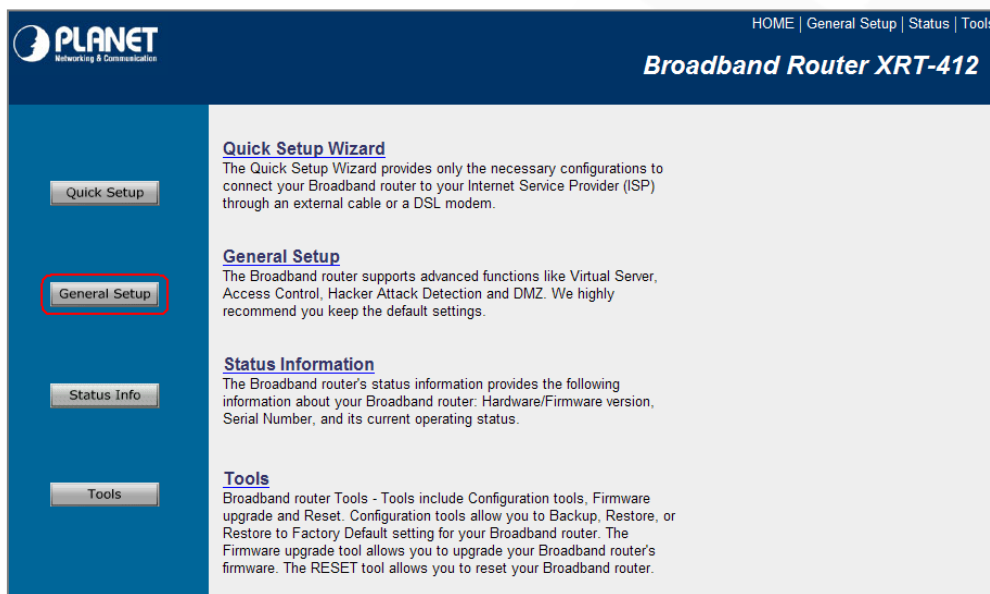 PLANET
Networking & Communication
HOME | General Setup | Status | Tools
Broadband Router XRT-412
Quick Setup
Quick Setup Wizard
The Quick Setup Wizard provides only the necessary configurations to
connect your Broadband router to your Internet Service Provider (ISP)
through an external cable or a DSL modem.
General Setup
General Setup
The Broadband router supports advanced functions like Virtual Server,
Access Control, Hacker Attack Detection and DMZ. We highly
recommend you keep the default settings.
Status Info
Status Information
The Broadband router's status information provides the following
information about your Broadband router: Hardware/Firmware version,
Serial Number, and its current operating status.
Tools
Tools
Broadband router Tools - Tools include Configuration tools, Firmware
upgrade and Reset. Configuration tools allow you to Backup, Restore, or
Restore to Factory Default setting for your Broadband router. The
Firmware upgrade tool allows you to upgrade your Broadband router's
firmware. The RESET tool allows you to reset your Broadband router.